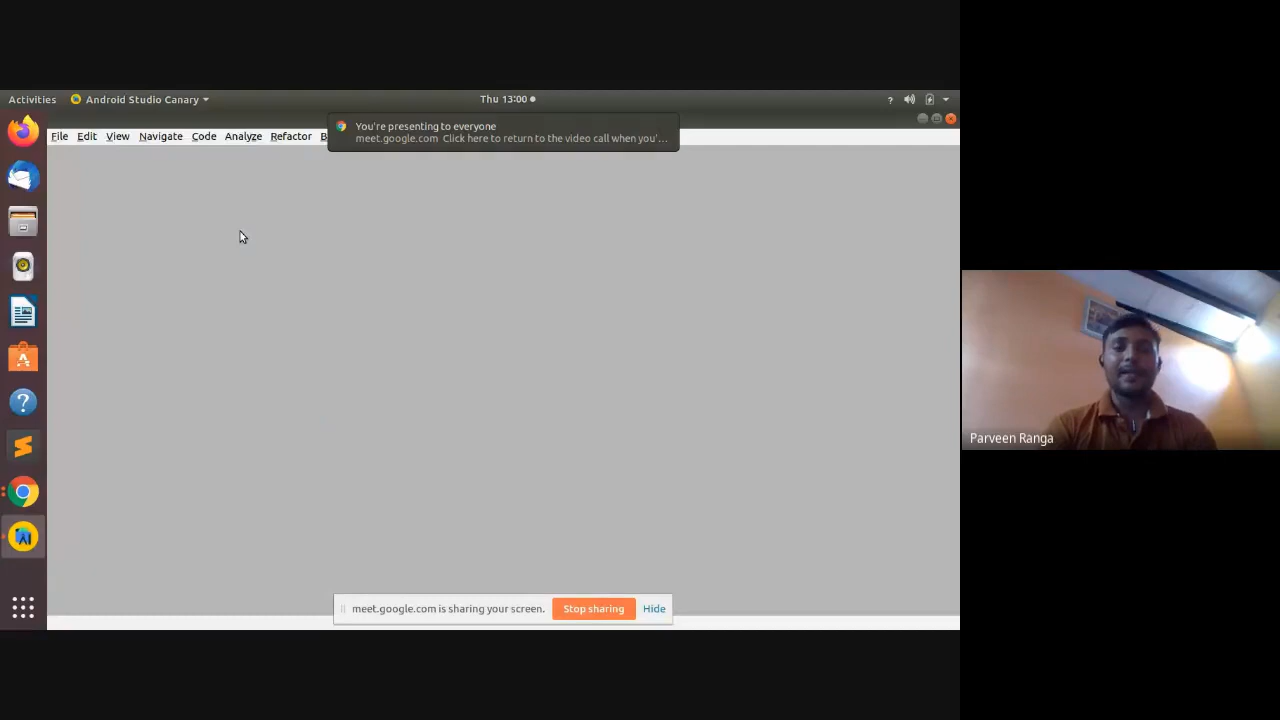 Activities Android Studio Canary Thu 13:00
File Edit View Navigate Code Analyze Refactor B
You're presenting to everyone
meet.google.com Click here to return to the video call when you'...
Parveen Ranga
meet.google.com is sharing your screen. Stop sharing Hide